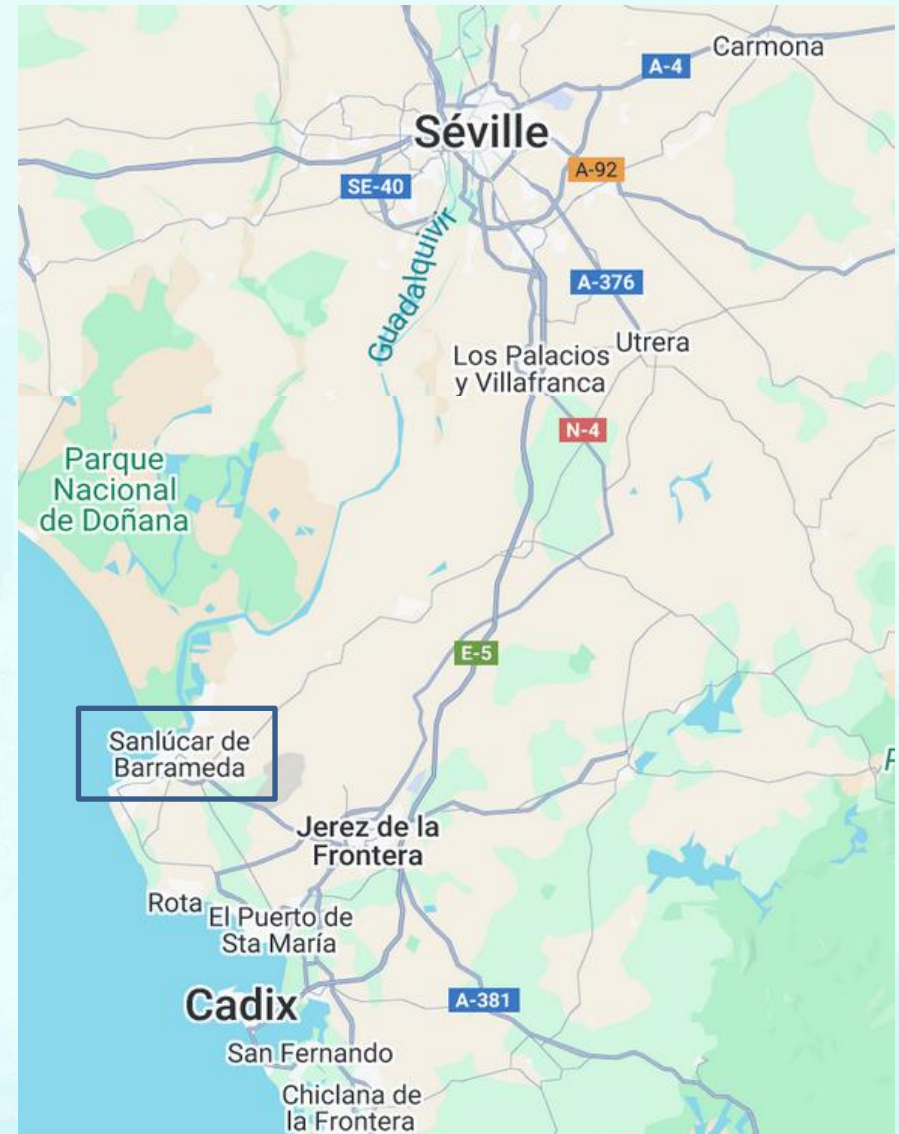 Carmona
A-4
Séville
A-92
SE-40
Guadalquivir
A-376
Utrera
Los Palacios
y Villafranca
N-4
Parque
Nacional
de Doñana
E-5
Sanlúcar de
Barrameda
Jerez de la
Frontera
Rota
El Puerto de
Sta María
Cadix
A-381
San Fernando
Chiclana de
la Frontera